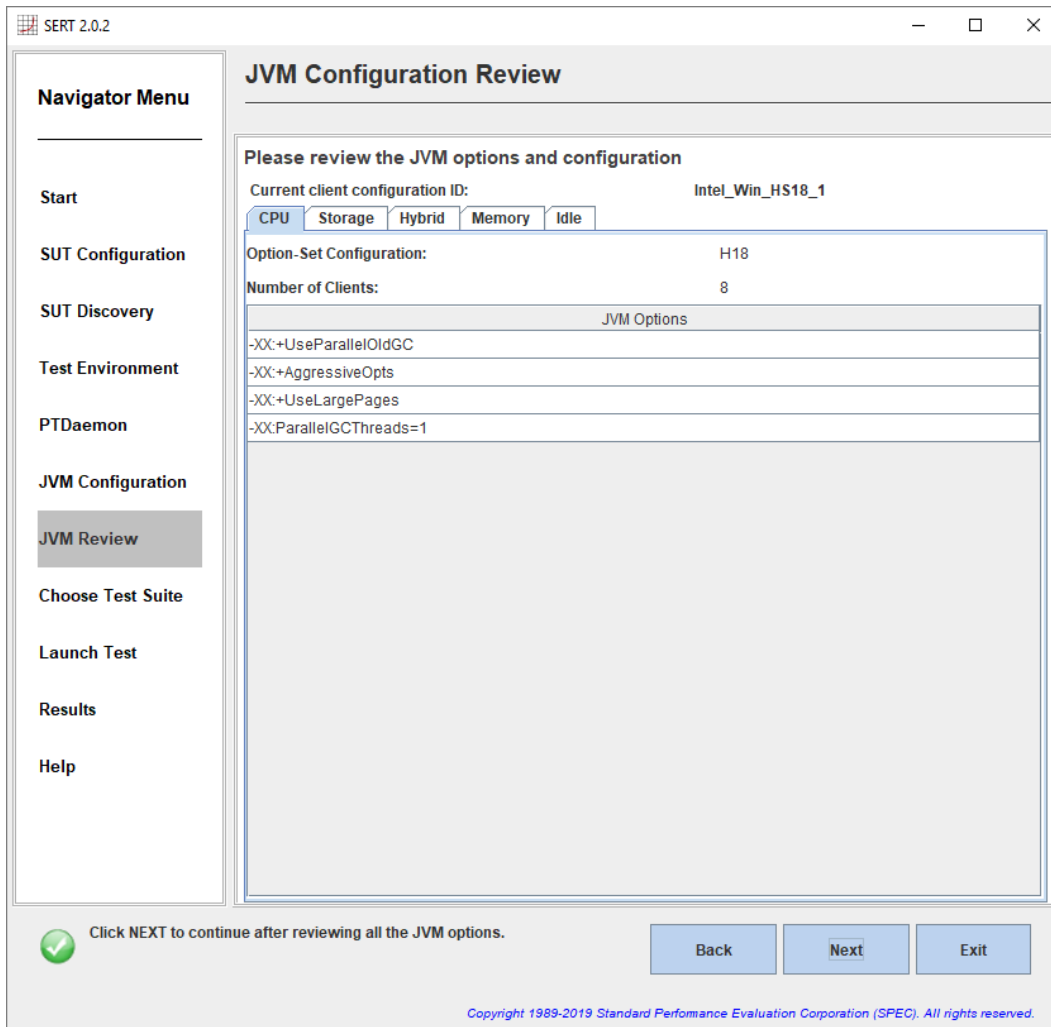 SERT 2.0.2
Navigator Menu
Start
SUT Configuration
SUT Discovery
Test Environment
PTDaemon
JVM Configuration
JVM Review
Choose Test Suite
Launch Test
Results
Help
JVM Configuration Review
Please review the JVM options and configuration
Current client configuration ID: Intel_Win_HS18_1
CPU Storage Hybrid Memory Idle
Option-Set Configuration: H18
Number of Clients: 8
JVM Options
-XX:+UseParallelOldGC
-XX:+AggressiveOpts
-XX:+UseLargePages
-XX:ParallelGCThreads=1
Click NEXT to continue after reviewing all the JVM options.
Back Next Exit
Copyright 1989-2019 Standard Performance Evaluation Corporation (SPEC). All rights reserved.